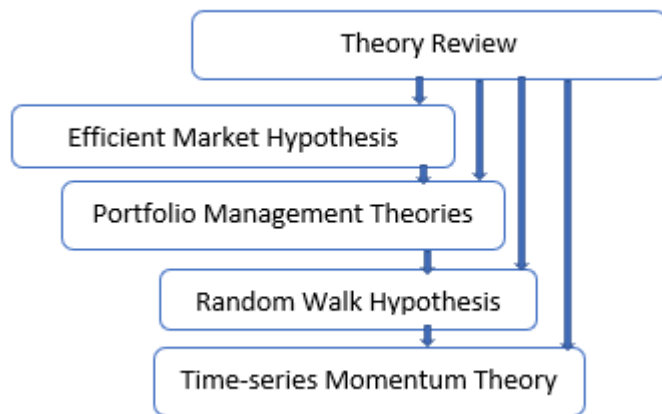 Theory Review
Efficient Market Hypothesis
Portfolio Management Theories
Random Walk Hypothesis
Time-series Momentum Theory